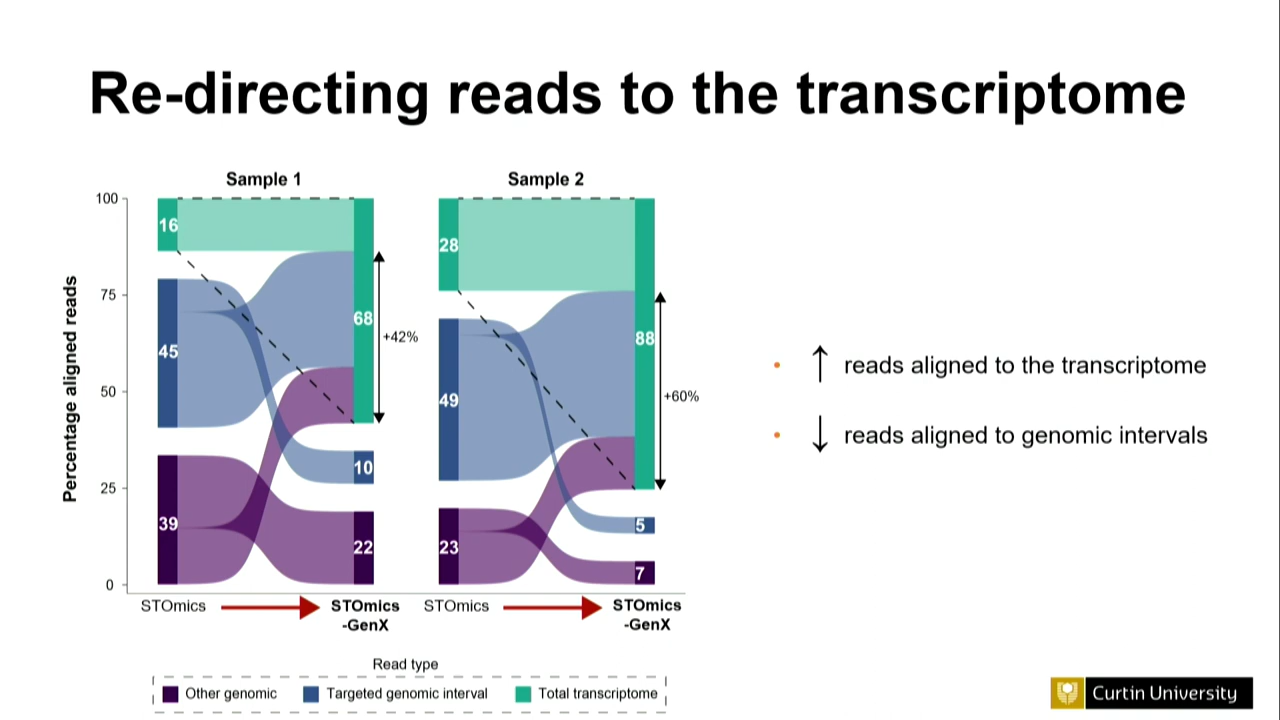 Re-directing reads to the transcriptome
Sample 1
Sample 2
Percentage aligned reads
100
75
50
25
0
16
45
39
68
10
22
+42%
28
49
23
88
5
7
+60%
STOmics
STOmics
-GenX
STOmics
STOmics
-GenX
Read type
Other genomic
Targeted genomic interval
Total transcriptome
• ↑ reads aligned to the transcriptome
• ↓ reads aligned to genomic intervals
Curtin University